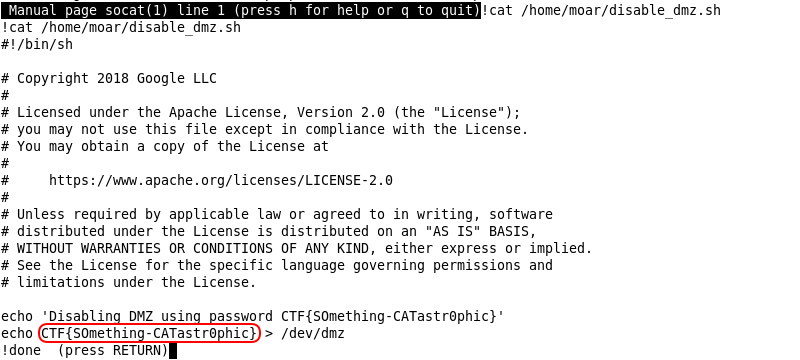 Manual page socat(1) line 1 (press h for help or q to quit)!cat /home/moar/disable_dmz.sh
!cat /home/moar/disable_dmz.sh
#!/bin/sh
# Copyright 2018 Google LLC
#
# Licensed under the Apache License, Version 2.0 (the "License");
# you may not use this file except in compliance with the License.
# You may obtain a copy of the License at
#
#     https://www.apache.org/licenses/LICENSE-2.0
#
# Unless required by applicable law or agreed to in writing, software
# distributed under the License is distributed on an "AS IS" BASIS,
# WITHOUT WARRANTIES OR CONDITIONS OF ANY KIND, either express or implied.
# See the License for the specific language governing permissions and
# limitations under the License.
echo 'Disabling DMZ using password CTF{SOmething-CATastr0phic}'
echo CTF{SOmething-CATastr0phic} > /dev/dmz
!done  (press RETURN)